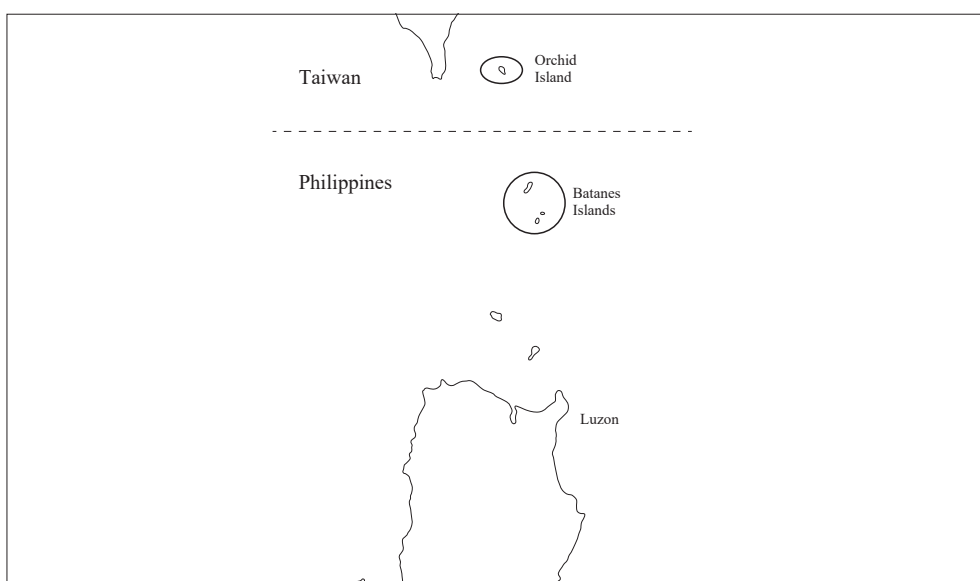 Taiwan
Orchid
Island
Philippines
Batanes
Islands
Luzon